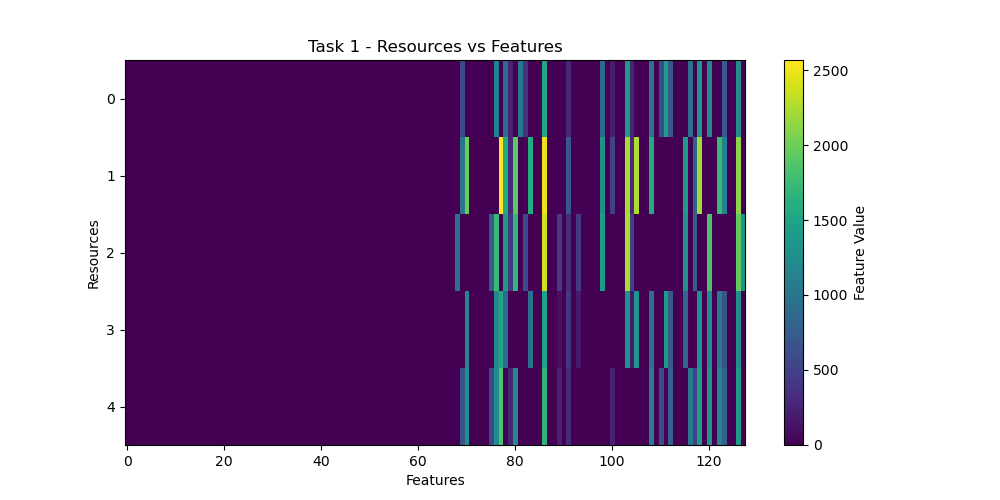 Task 1 - Resources vs Features
Resources
0
1
2
3
4
0 20 40 60 80 100 120
Features
2500
2000
1500
1000
500
0
Feature Value